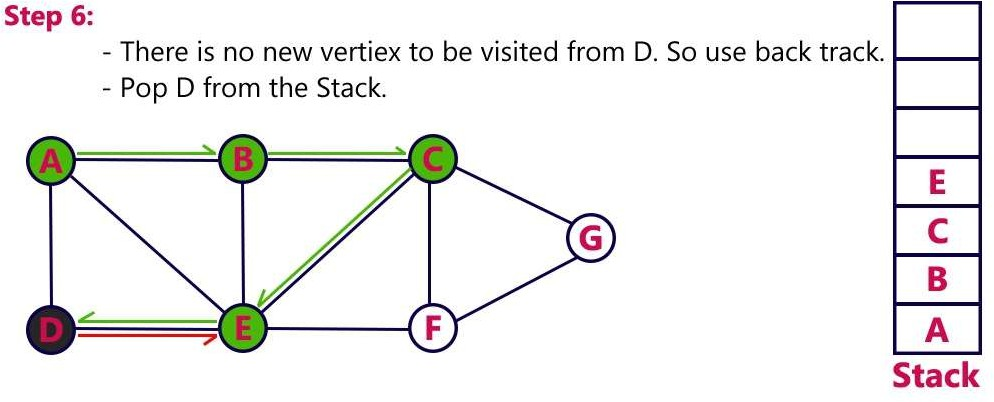 Step 6:
- There is no new vertiex to be visited from D. So use back track.
- Pop D from the Stack.
A
B
C
G
D
E
F
E
C
B
A
Stack